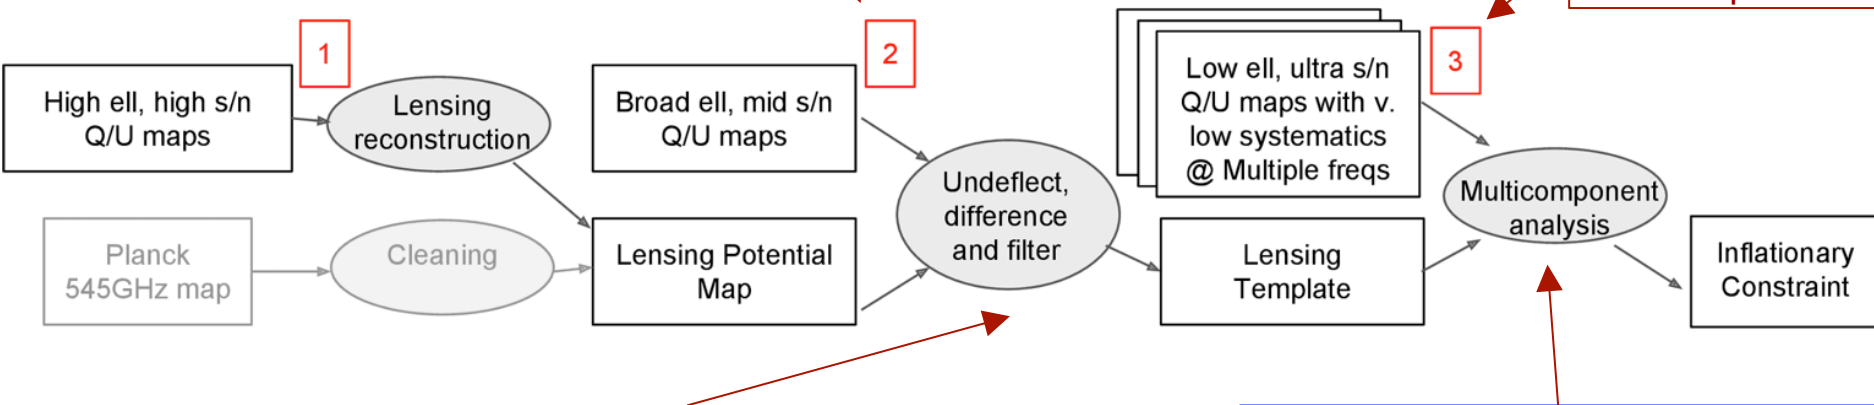 1
High ell, high s/n
Q/U maps
Lensing
reconstruction
Planck
545GHz map
Cleaning
2
Broad ell, mid s/n
Q/U maps
Lensing Potential
Map
Undeflect,
difference
and filter
3
Low ell, ultra s/n
Q/U maps with v.
low systematics
@ Multiple freqs
Lensing
Template
Multicomponent
analysis
Inflationary
Constraint